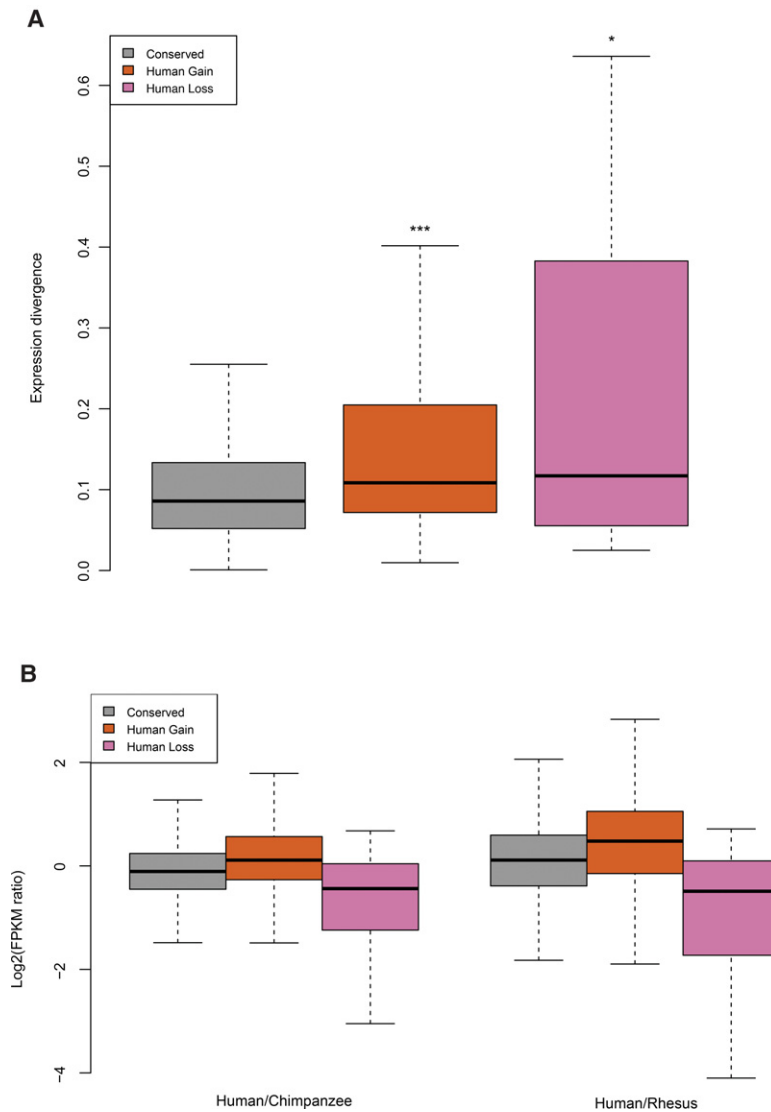 A
Conserved
Human Gain
Human Loss
*
***
Expression divergence
0.6
0.5
0.4
0.3
0.2
0.1
0.0
B
Conserved
Human Gain
Human Loss
Log2(FPKM ratio)
2
0
−2
−4
Human/Chimpanzee
Human/Rhesus